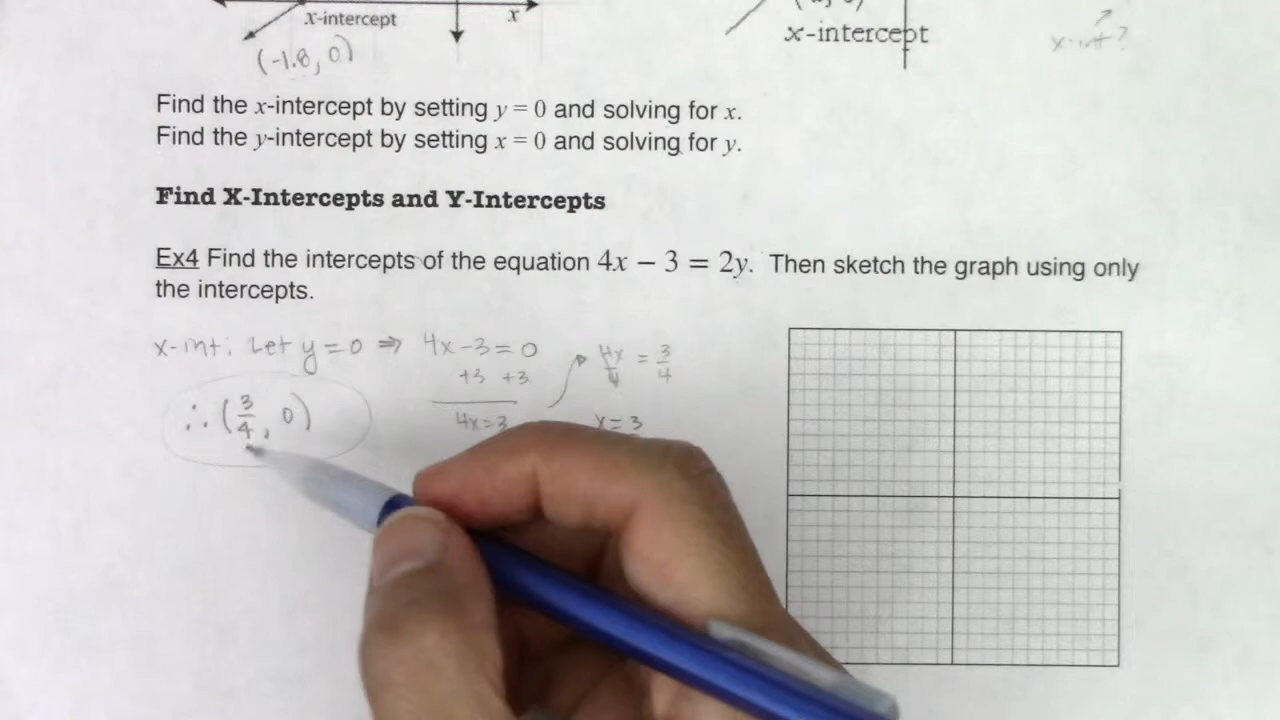 x-intercept
x
x-intercept
(-1.8, 0)
x-int?
Find the x-intercept by setting y = 0 and solving for x.
Find the y-intercept by setting x = 0 and solving for y.
Find X-Intercepts and Y-Intercepts
Ex4 Find the intercepts of the equation 4x − 3 = 2y. Then sketch the graph using only
the intercepts.
x-int: Let y=0 ⇒ 4x-3=0
+3 +3
4x=3
4x/4 = 3/4
x=3
∴ (3/4, 0)